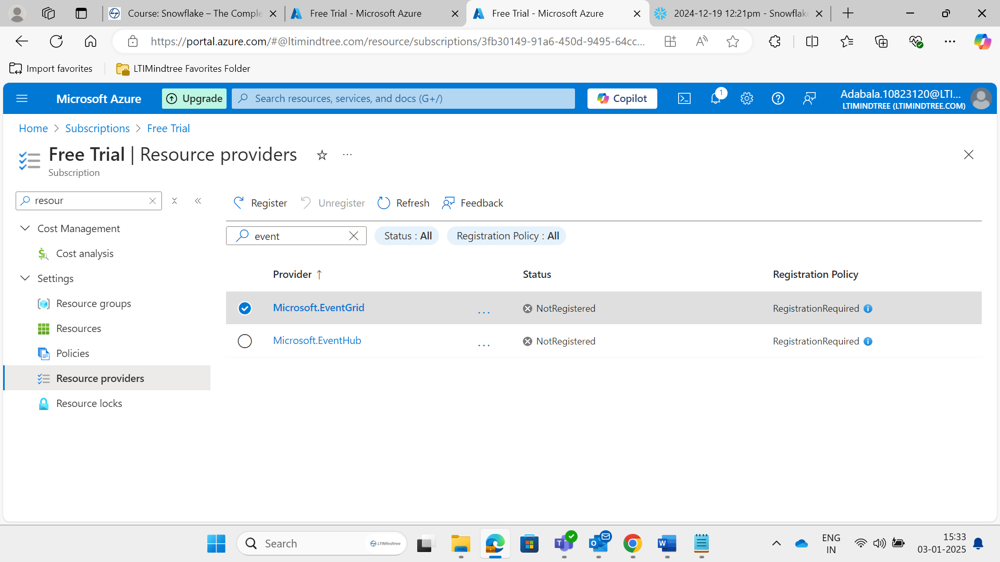 Course: Snowflake – The Comple
Free Trial - Microsoft Azure
Free Trial - Microsoft Azure
2024-12-19 12:21pm - Snowflak
https://portal.azure.com/#@ltimindtree.com/resource/subscriptions/3fb30149-91a6-450d-9495-64cc...
Import favorites
LTIMindtree Favorites Folder
Microsoft Azure
Upgrade
Search resources, services, and docs (G+/)
Copilot
1
Adabala.10823120@LTI...
LTIMINDTREE (LTIMINDTREE.COM)
Home > Subscriptions > Free Trial
Free Trial | Resource providers
Subscription
resour
Register
Unregister
Refresh
Feedback
Cost Management
Cost analysis
Settings
Resource groups
Resources
Policies
Resource providers
Resource locks
event
Status : All
Registration Policy : All
Provider ↑ Status Registration Policy
Microsoft.EventGrid ... NotRegistered RegistrationRequired
Microsoft.EventHub ... NotRegistered RegistrationRequired
Search
LTIMindtree
ENG
IN
15:33
03-01-2025